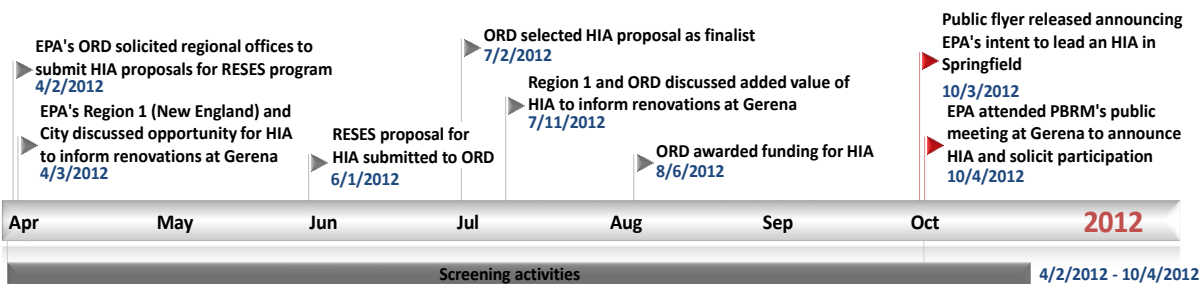 EPA's ORD solicited regional offices to
submit HIA proposals for RESES program
4/2/2012
EPA's Region 1 (New England) and
City discussed opportunity for HIA
to inform renovations at Gerena
4/3/2012
RESES proposal for
HIA submitted to ORD
6/1/2012
ORD selected HIA proposal as finalist
7/2/2012
Region 1 and ORD discussed added value of
HIA to inform renovations at Gerena
7/11/2012
ORD awarded funding for HIA
8/6/2012
Public flyer released announcing
EPA's intent to lead an HIA in
Springfield
10/3/2012
EPA attended PBRM's public
meeting at Gerena to announce
HIA and solicit participation
10/4/2012
Apr May Jun Jul Aug Sep Oct 2012
Screening activities 4/2/2012 - 10/4/2012